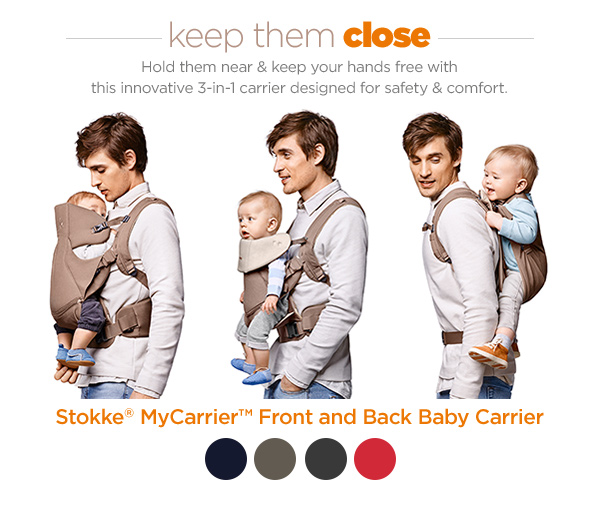 keep them close
Hold them near & keep your hands free with
this innovative 3-in-1 carrier designed for safety & comfort.
Stokke® MyCarrier™ Front and Back Baby Carrier